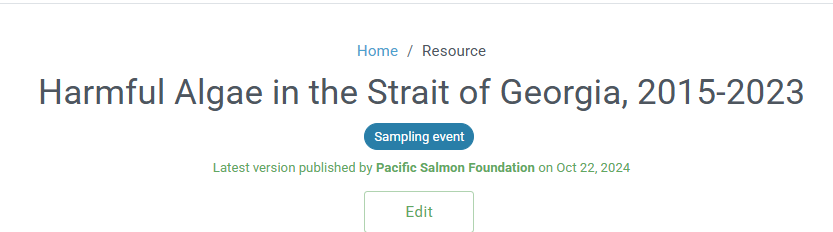 Home / Resource
Harmful Algae in the Strait of Georgia, 2015-2023
Sampling event
Latest version published by Pacific Salmon Foundation on Oct 22, 2024
Edit